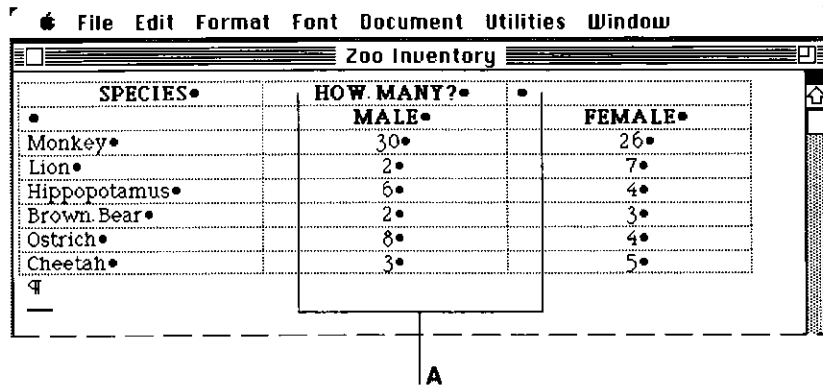 File Edit Format Font Document Utilities Window
Zoo Inventory
SPECIES• HOW.MANY?• •
• MALE• FEMALE•
Monkey• 30• 26•
Lion• 2• 7•
Hippopotamus• 6• 4•
Brown.Bear• 2• 3•
Ostrich• 8• 4•
Cheetah• 3• 5•
¶
A